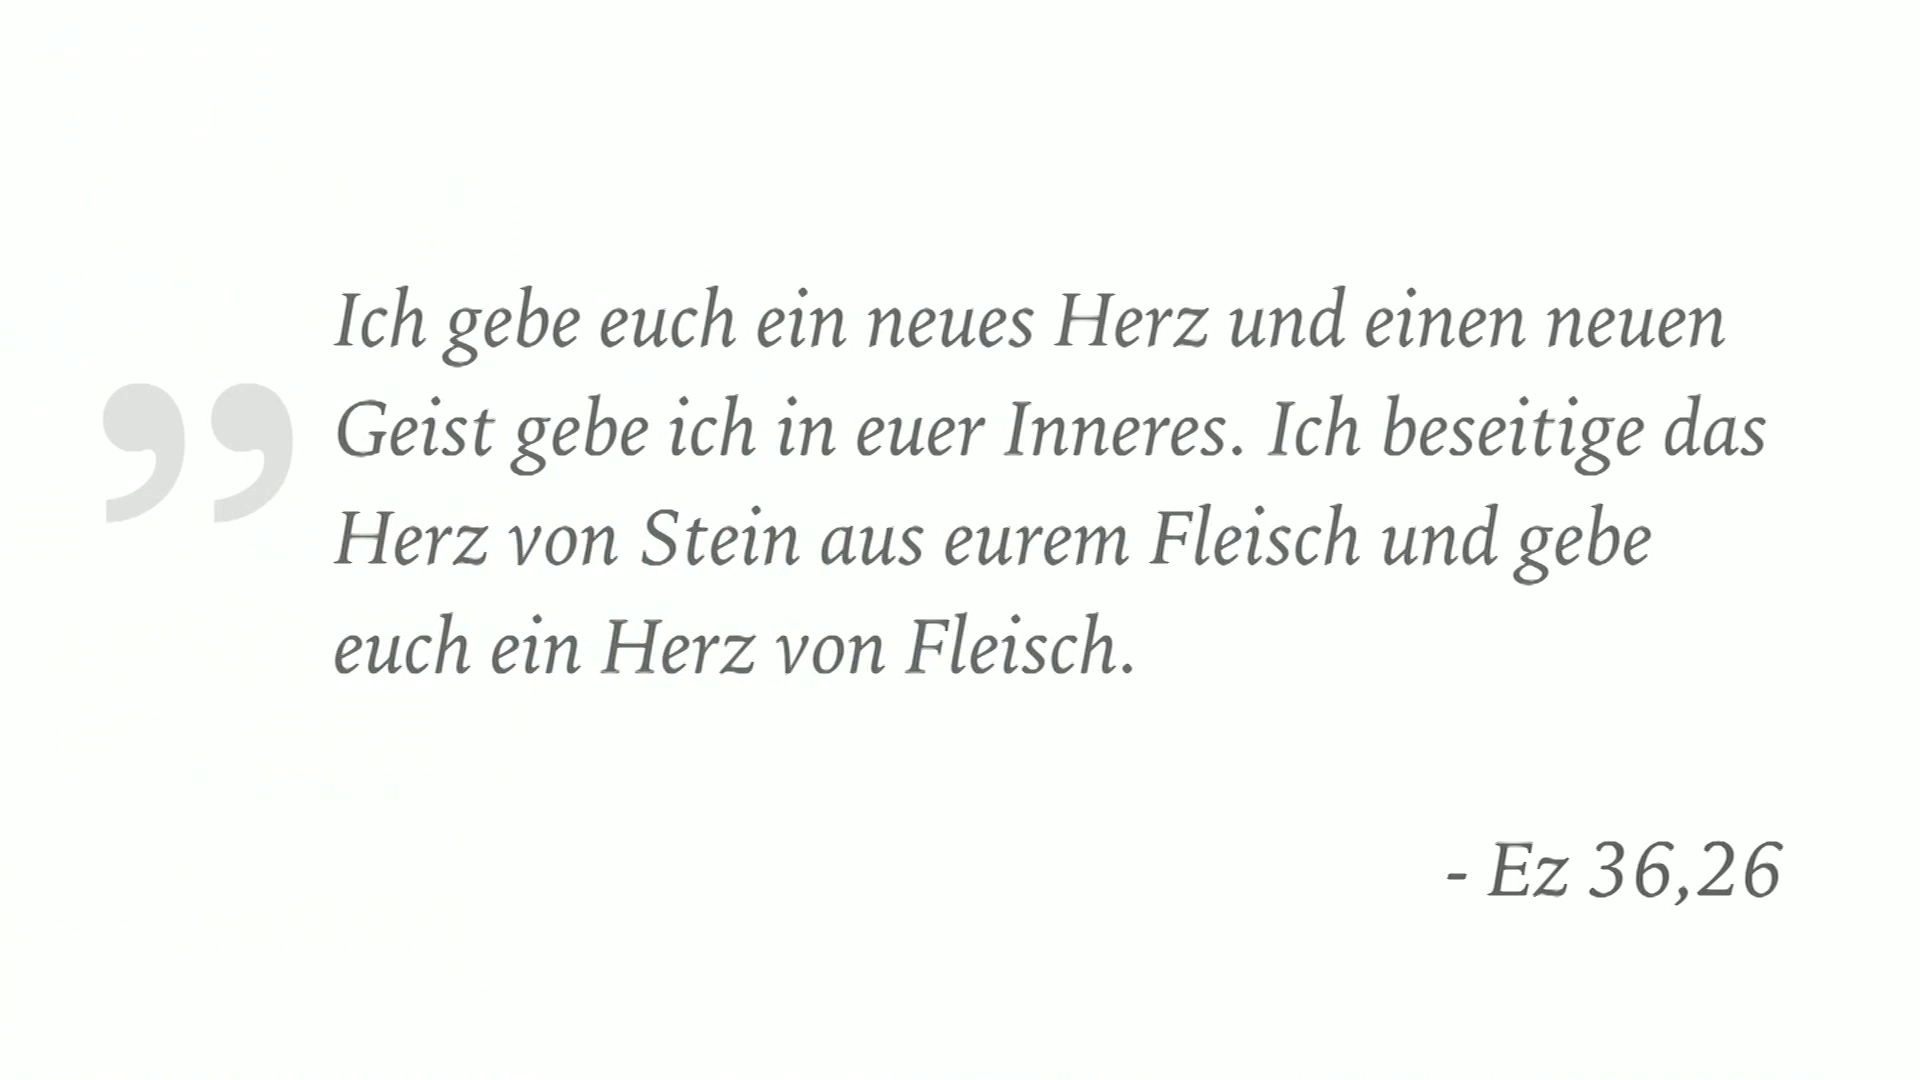 ”
Ich gebe euch ein neues Herz und einen neuen
Geist gebe ich in euer Inneres. Ich beseitige das
Herz von Stein aus eurem Fleisch und gebe
euch ein Herz von Fleisch.
- Ez 36,26